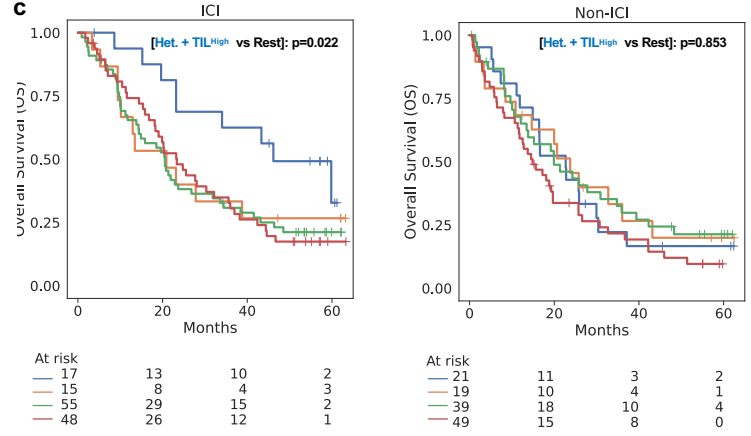 c
ICI
[Het. + TILHigh vs Rest]: p=0.022
Overall Survival (OS)
1.00
0.75
0.50
0.25
0.00
0 20 40 60
Months
At risk
17 13 10 2
15 8 4 3
55 29 15 2
48 26 12 1
Non-ICI
[Het. + TILHigh vs Rest]: p=0.853
Overall Survival (OS)
1.00
0.75
0.50
0.25
0.00
0 20 40 60
Months
At risk
21 11 3 2
19 10 4 1
39 18 10 4
49 15 8 0